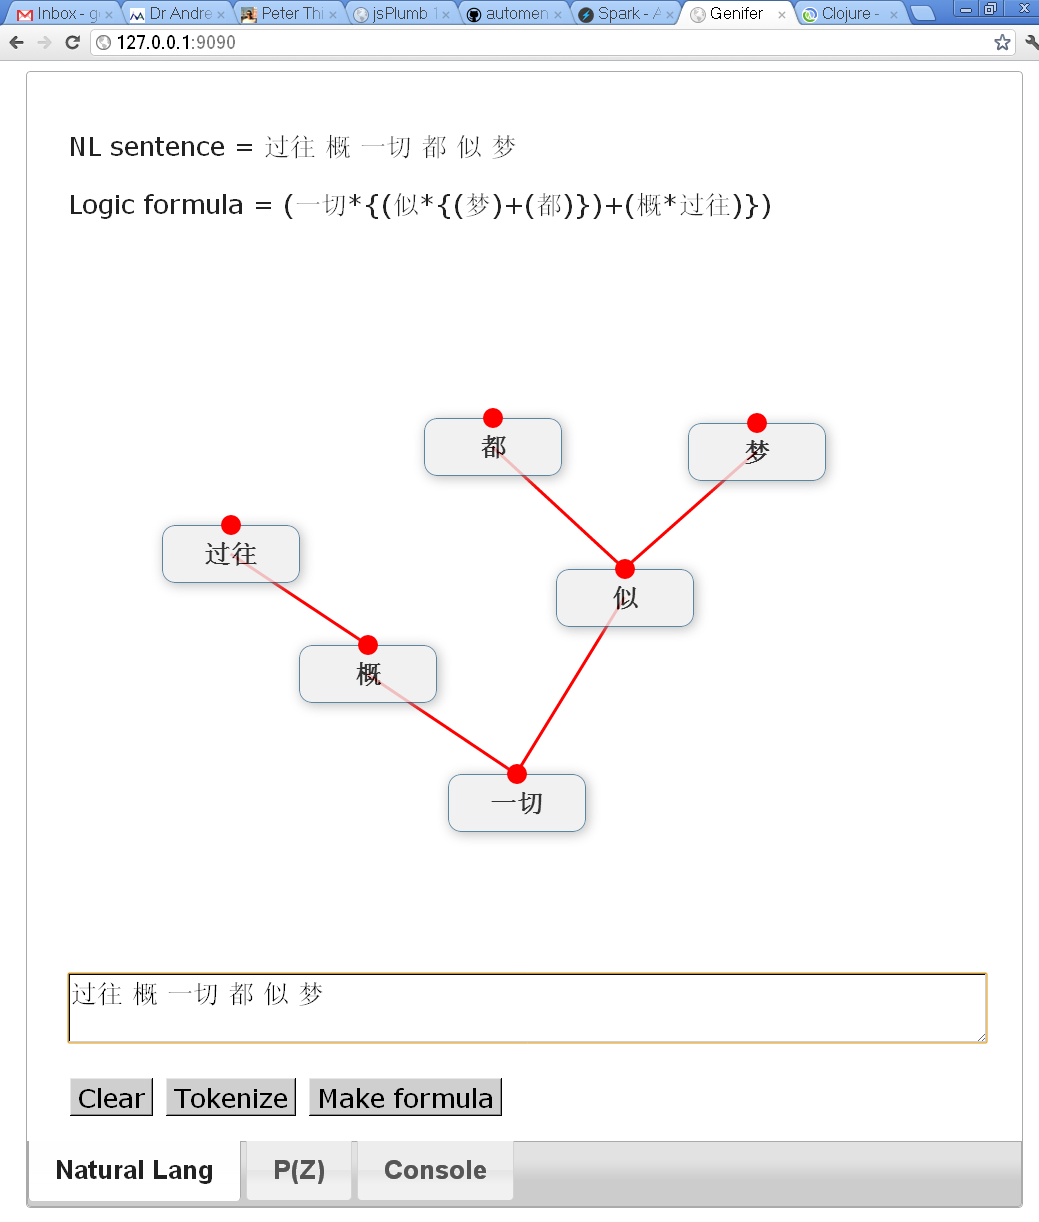 Inbox - g
Dr Andre
Peter Thi
jsPlumb 1
automen
Spark - A
Genifer
Clojure -
127.0.0.1:9090
NL sentence = 过往 概 一切 都 似 梦
Logic formula = (一切*{(似*{(梦)+(都)})+(概*过往)})
都
梦
过往
似
概
一切
过往 概 一切 都 似 梦
Clear Tokenize Make formula
Natural Lang P(Z) Console